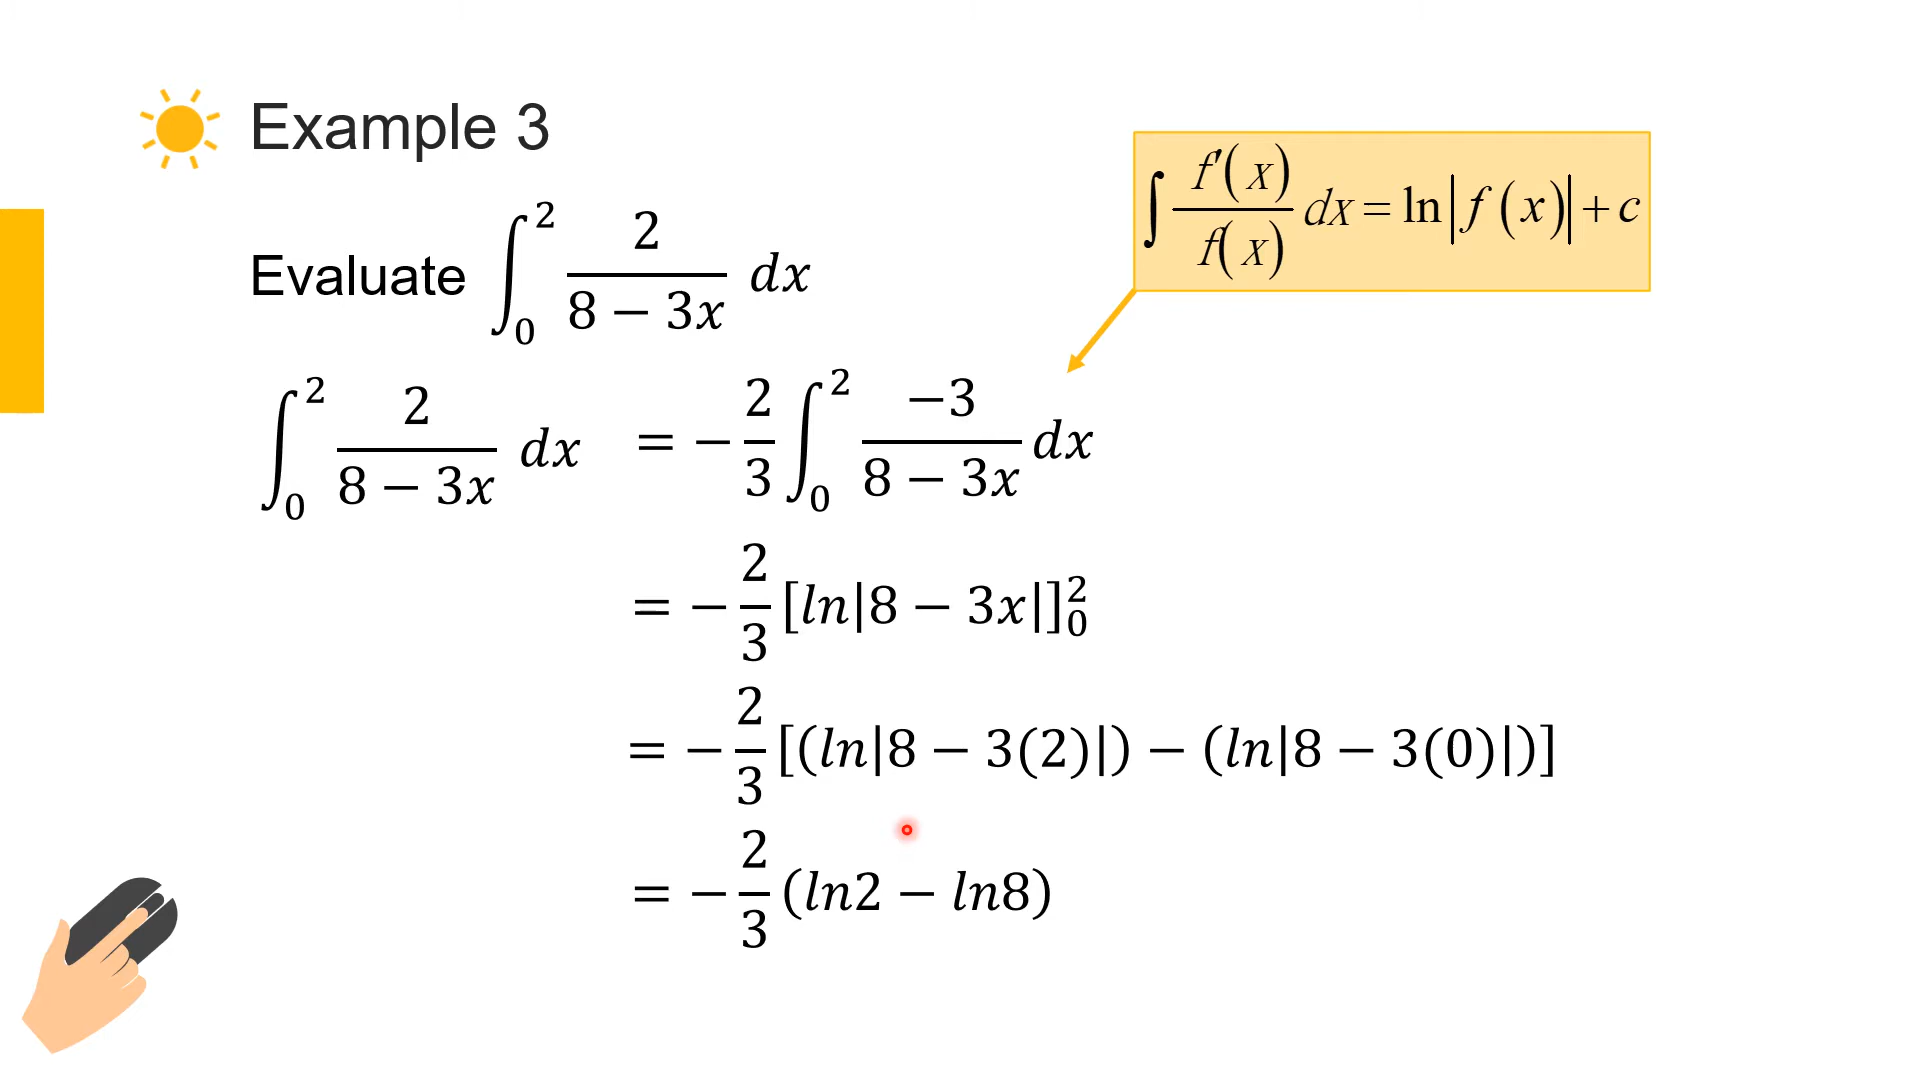 Example 3
∫ f′(x)/f(x) dx = ln|f(x)| + c
Evaluate ∫₀² 2/(8 − 3x) dx
∫₀² 2/(8 − 3x) dx = −2/3 ∫₀² −3/(8 − 3x) dx
= −2/3 [ln|8 − 3x|]₀²
= −2/3 [(ln|8 − 3(2)|) − (ln|8 − 3(0)|)]
= −2/3 (ln2 − ln8)